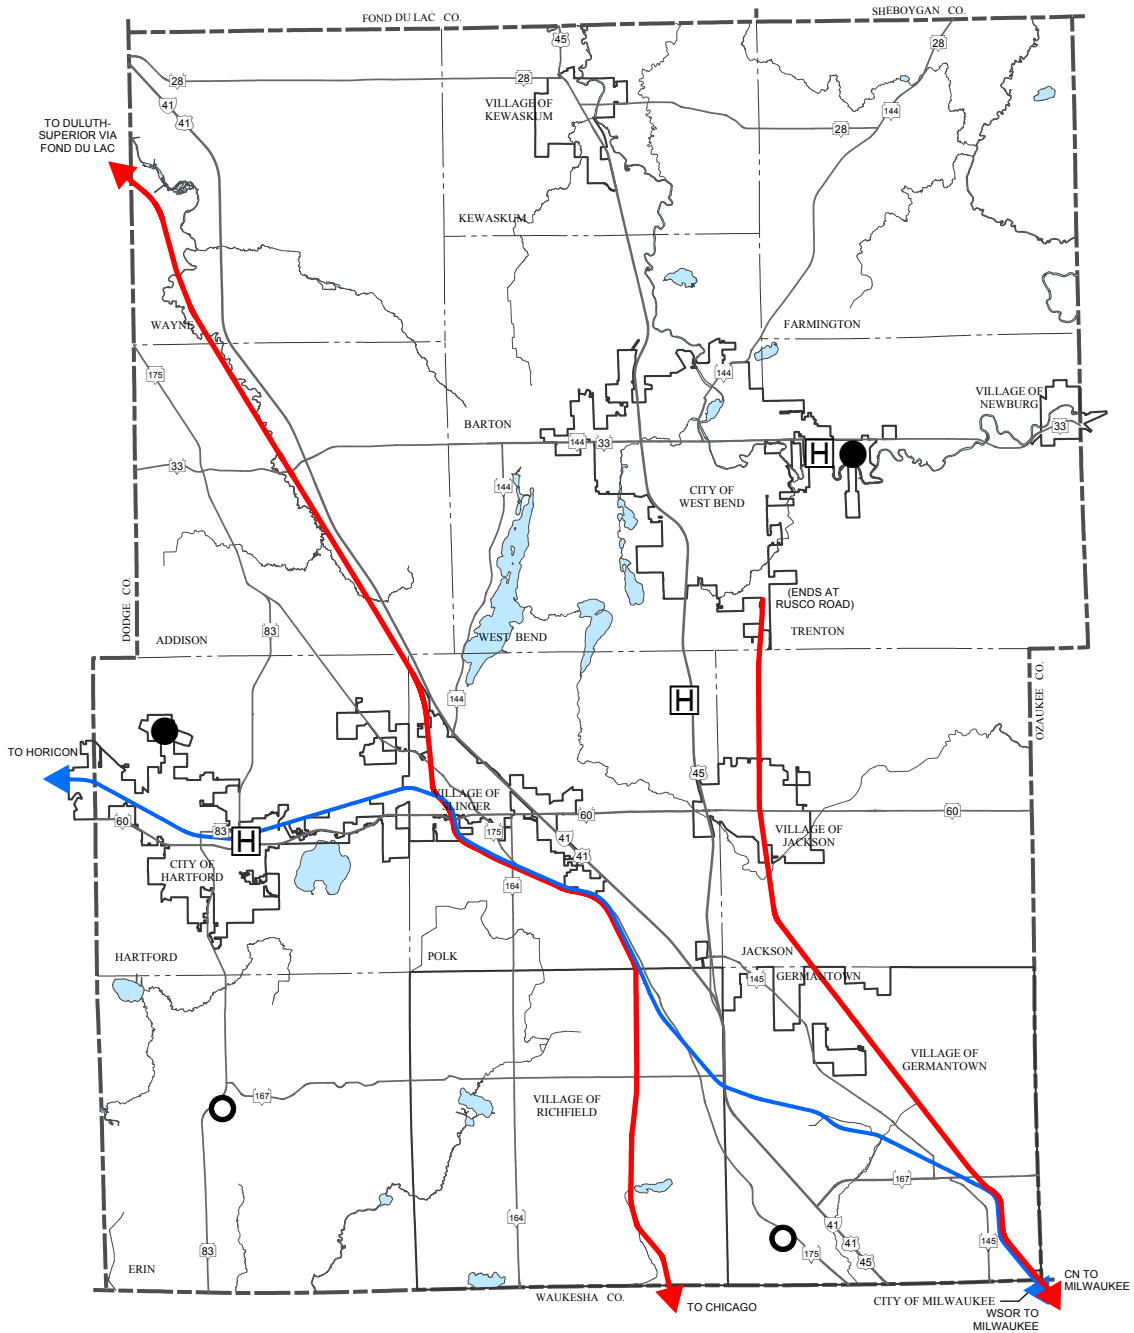 FOND DU LAC CO.
SHEBOYGAN CO.
45
28
28
28
41
41
VILLAGE OF
KEWASKUM
144
28
TO DULUTH-
SUPERIOR VIA
FOND DU LAC
KEWASKUM
WAYNE
FARMINGTON
175
144
VILLAGE OF
NEWBURG
BARTON
33
144
33
H
33
144
CITY OF
WEST BEND
DODGE CO.
(ENDS AT
RUSCO ROAD)
83
ADDISON
WEST BEND
TRENTON
OZAUKEE CO.
144
H
TO HORICON
45
VILLAGE OF
SLINGER
60
60
60
83
H
175
41
41
VILLAGE OF
JACKSON
CITY OF
HARTFORD
164
HARTFORD
POLK
JACKSON
GERMANTOWN
145
VILLAGE OF
GERMANTOWN
167
VILLAGE OF
RICHFIELD
167
164
83
41
41
45
175
145
ERIN
WAUKESHA CO.
TO CHICAGO
CITY OF MILWAUKEE
CN TO
MILWAUKEE
WSOR TO
MILWAUKEE